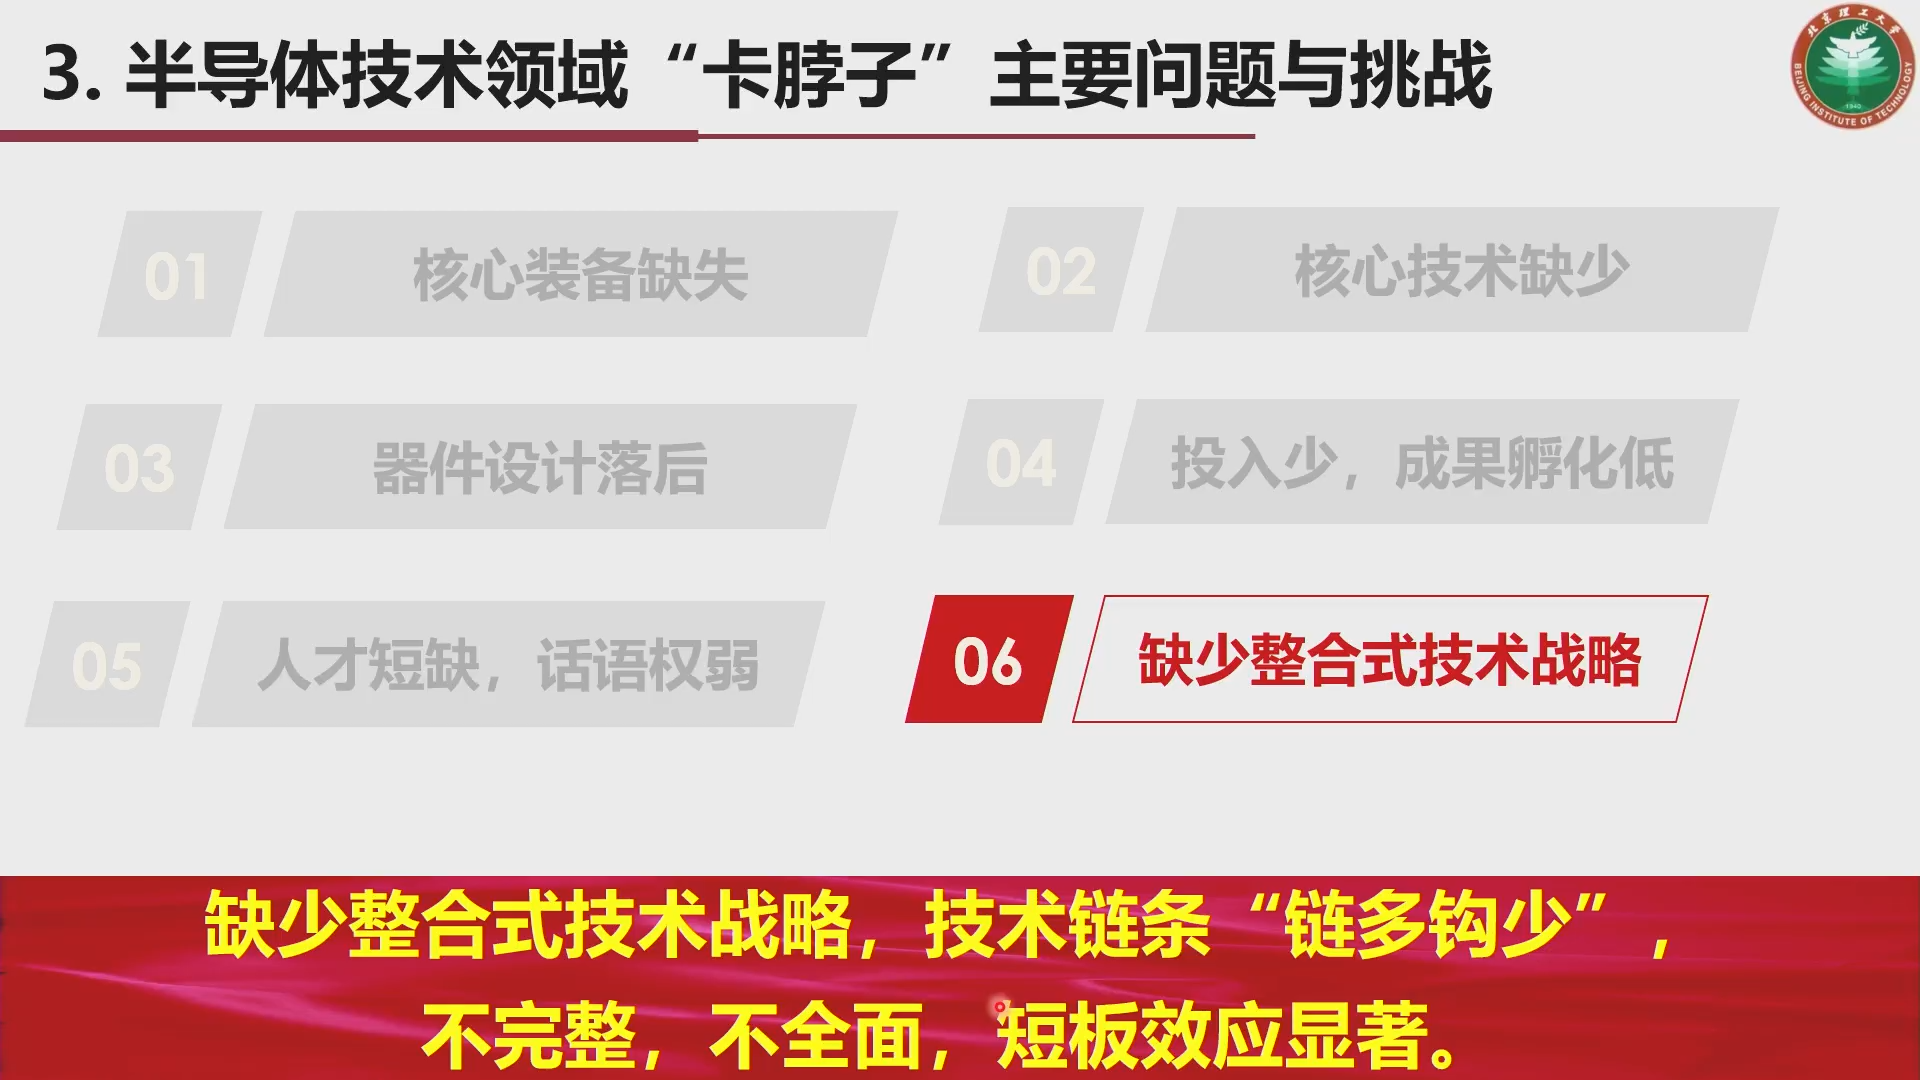 3. 半导体技术领域“卡脖子”主要问题与挑战
北京理工大学
BEIJING INSTITUTE OF TECHNOLOGY
1940
01 核心装备缺失
02 核心技术缺少
03 器件设计落后
04 投入少，成果孵化低
05 人才短缺，话语权弱
06 缺少整合式技术战略
缺少整合式技术战略，技术链条“链多钩少”，
不完整，不全面，短板效应显著。